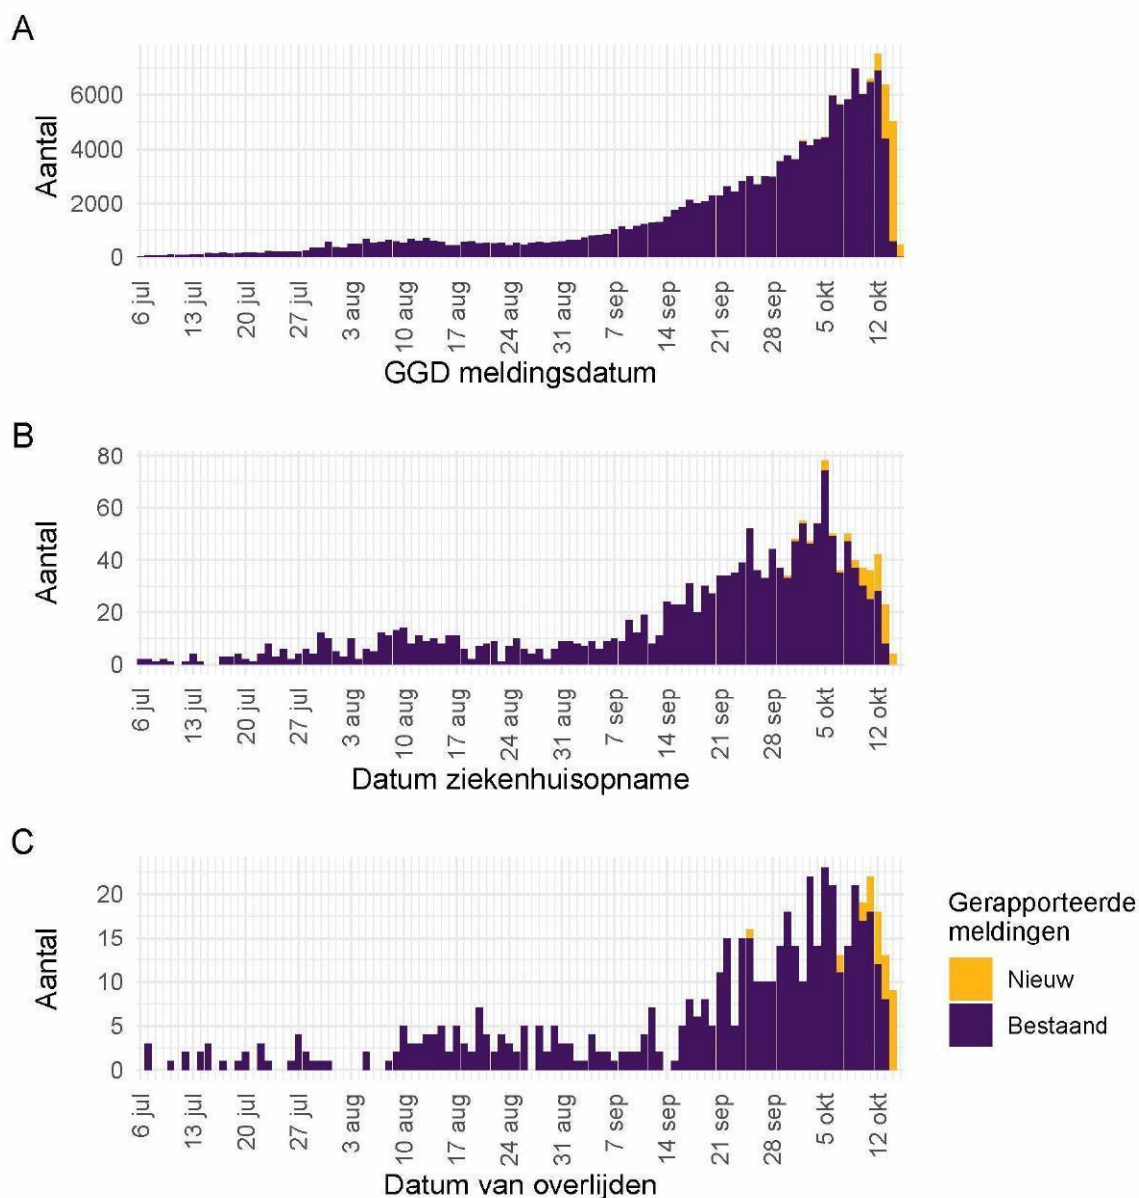 A
6000
4000
2000
0
Aantal
6 jul
13 jul
20 jul
27 jul
3 aug
10 aug
17 aug
24 aug
31 aug
7 sep
14 sep
21 sep
28 sep
5 okt
12 okt
GGD meldingsdatum
B
80
60
40
20
0
Aantal
6 jul
13 jul
20 jul
27 jul
3 aug
10 aug
17 aug
24 aug
31 aug
7 sep
14 sep
21 sep
28 sep
5 okt
12 okt
Datum ziekenhuisopname
C
20
15
10
5
0
Aantal
6 jul
13 jul
20 jul
27 jul
3 aug
10 aug
17 aug
24 aug
31 aug
7 sep
14 sep
21 sep
28 sep
5 okt
12 okt
Datum van overlijden
Gerapporteerde
meldingen
Nieuw
Bestaand